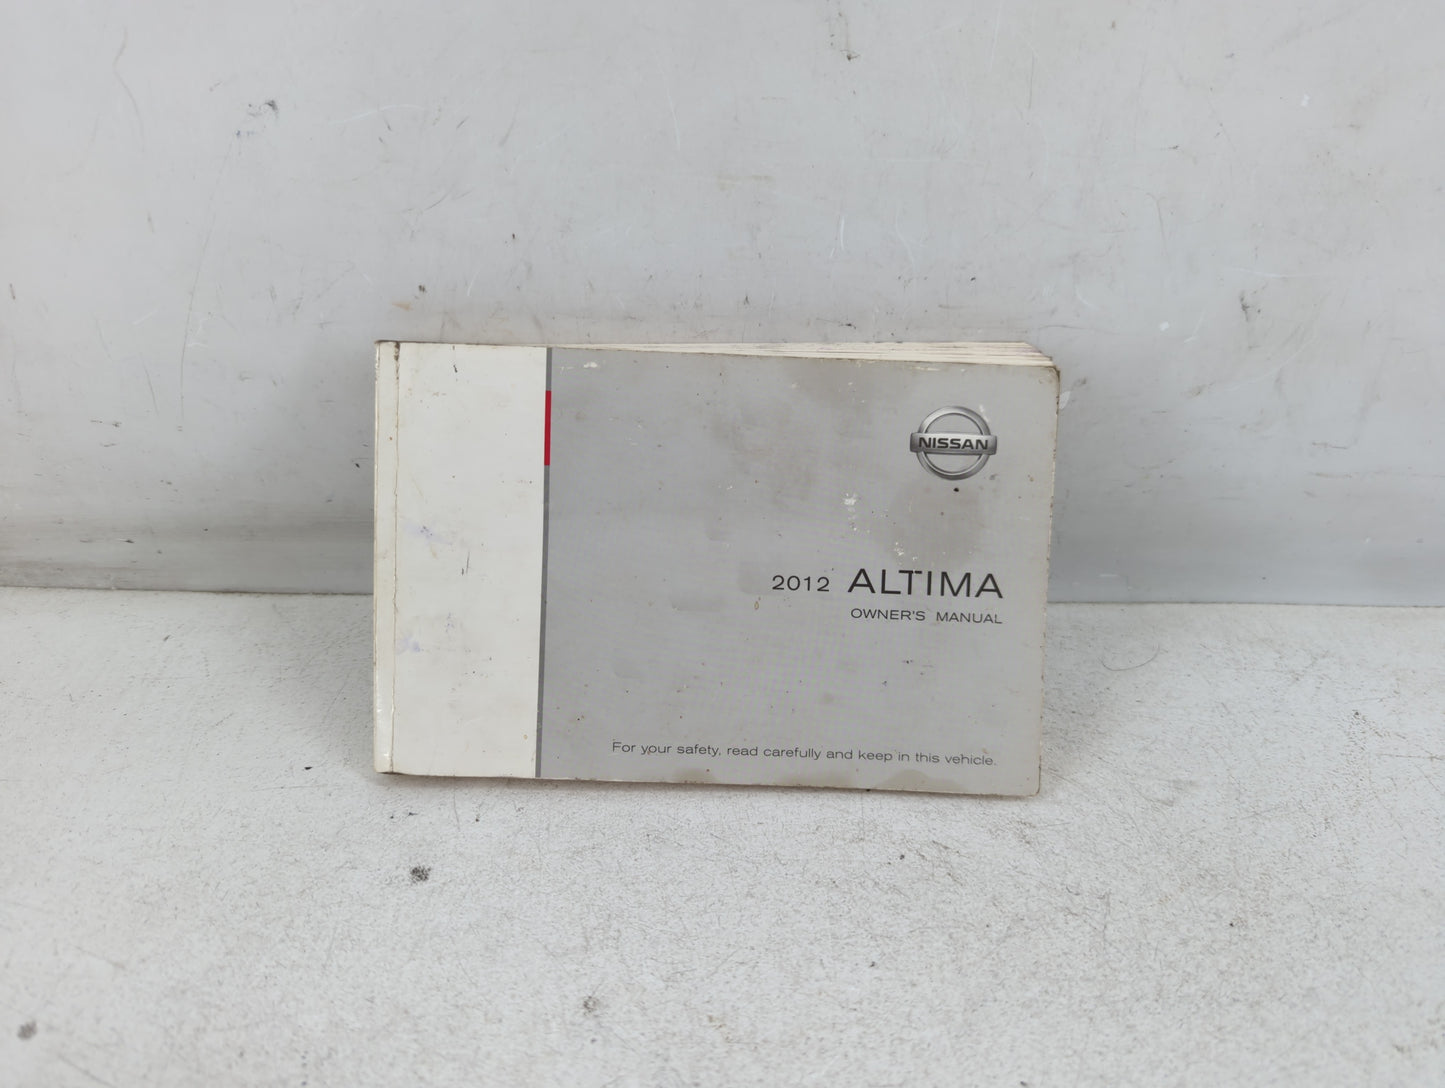 NISSAN
2012 ALTIMA
OWNER'S MANUAL
For your safety, read carefully and keep in this vehicle.